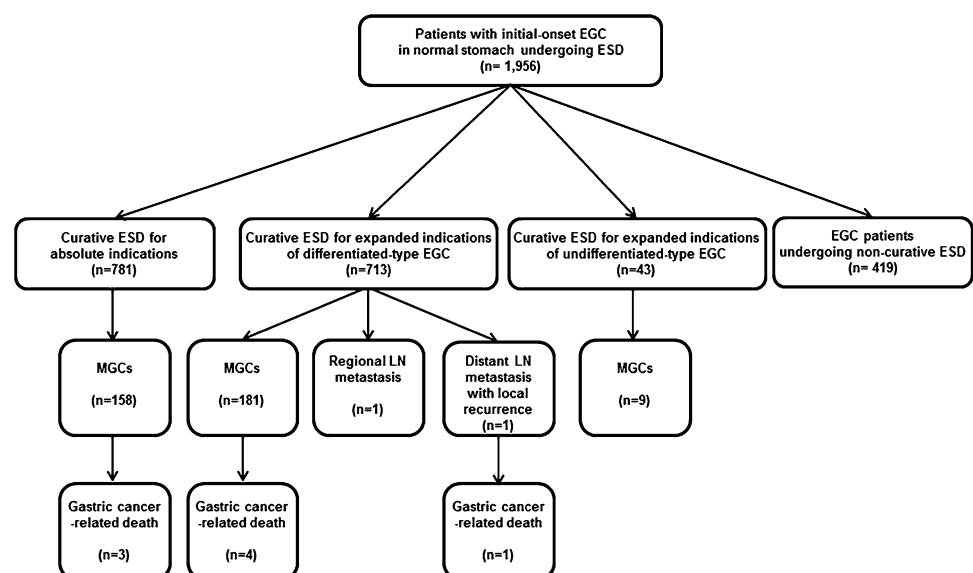 Patients with initial-onset EGC
in normal stomach undergoing ESD
(n= 1,956)
Curative ESD for
absolute indications
(n=781)
Curative ESD for expanded indications
of differentiated-type EGC
(n=713)
Curative ESD for expanded indications
of undifferentiated-type EGC
(n=43)
EGC patients
undergoing non-curative ESD
(n= 419)
MGCs
(n=158)
MGCs
(n=181)
Regional LN
metastasis
(n=1)
Distant LN
metastasis
with local
recurrence
(n=1)
MGCs
(n=9)
Gastric cancer
-related death
(n=3)
Gastric cancer
-related death
(n=4)
Gastric cancer
-related death
(n=1)